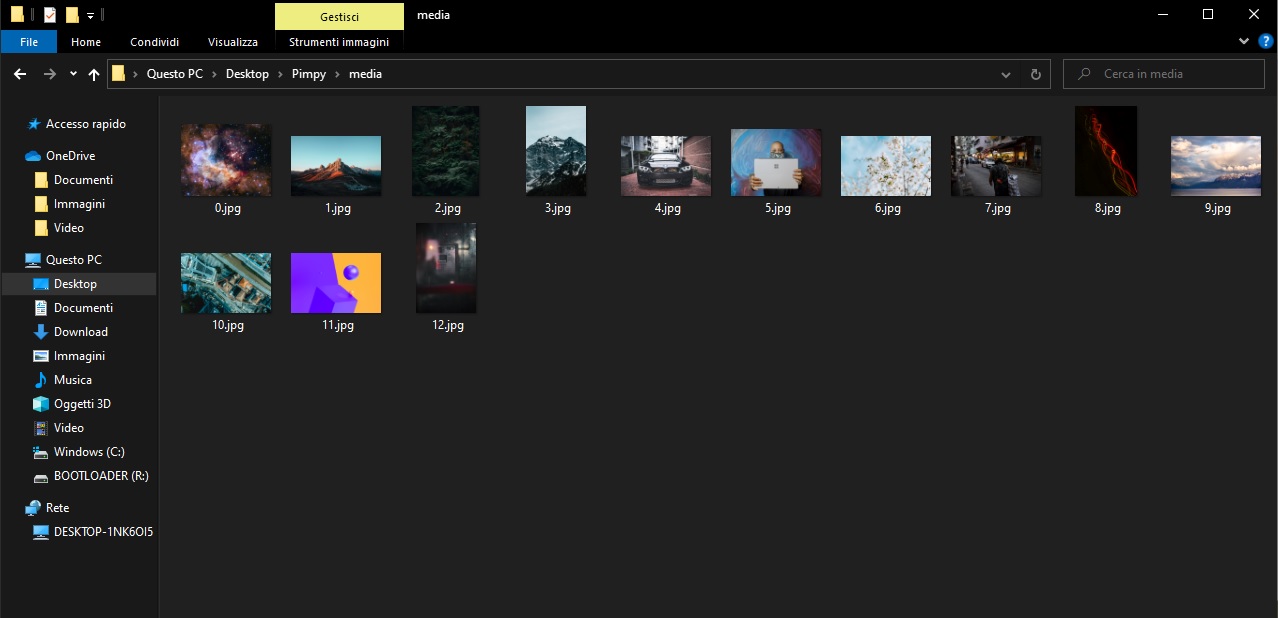 Gestisci
media
File
Home
Condividi
Visualizza
Strumenti immagini
?
Questo PC > Desktop > Pimpy > media
Cerca in media
Accesso rapido
OneDrive
Documenti
Immagini
Video
Questo PC
Desktop
Documenti
Download
Immagini
Musica
Oggetti 3D
Video
Windows (C:)
BOOTLOADER (R:)
Rete
DESKTOP-1NK6OI5
0.jpg
1.jpg
2.jpg
3.jpg
4.jpg
5.jpg
6.jpg
7.jpg
8.jpg
9.jpg
10.jpg
11.jpg
12.jpg